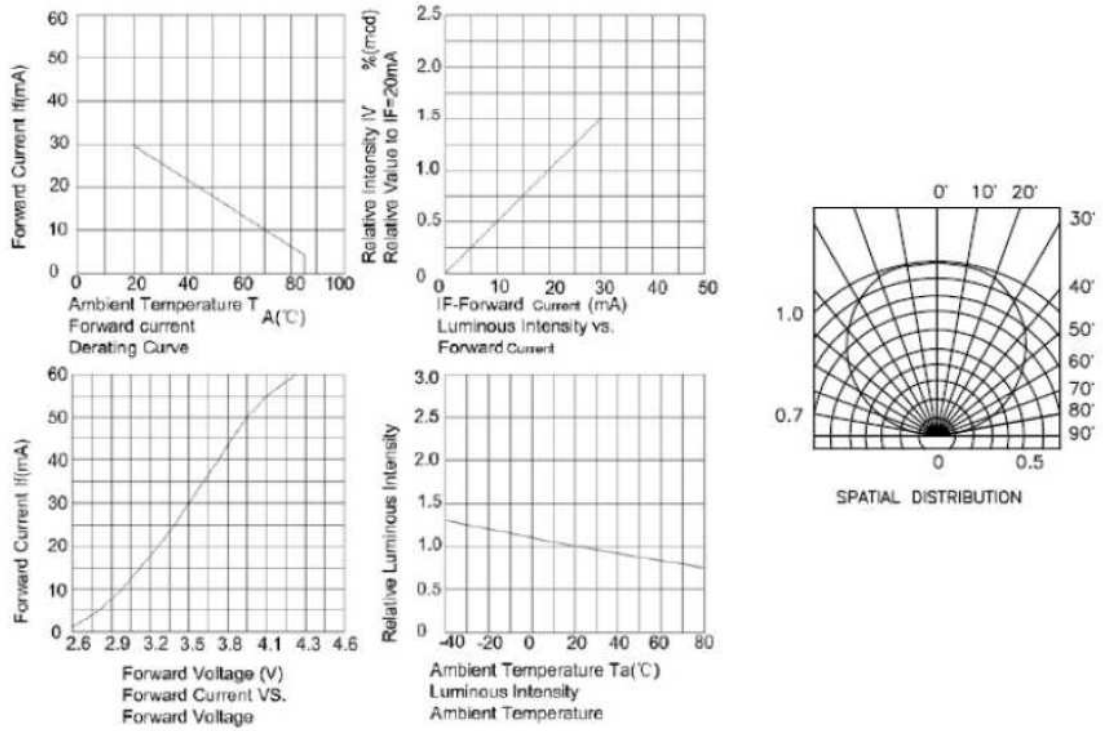 Forward Current If(mA)
60
50
40
30
20
10
0
0 20 40 60 80 100
Ambient Temperature T
A(℃)
Forward current
Derating Curve
Relative Intensity IV %(mcd)
Relative Value to IF=20mA
2.5
2.0
1.5
1.0
0.5
0
0 10 20 30 40 50
IF-Forward Current (mA)
Luminous Intensity vs.
Forward Current
Forward Current If(mA)
60
50
40
30
20
10
0
2.6 2.9 3.2 3.5 3.8 4.1 4.3 4.6
Forward Voltage (V)
Forward Current VS.
Forward Voltage
Relative Luminous Intensity
3.0
2.5
2.0
1.5
1.0
0.5
0
-40 -20 0 20 40 60 80
Ambient Temperature Ta(℃)
Luminous Intensity
Ambient Temperature
0' 10' 20'
30'
40'
50'
60'
70'
80'
90'
1.0
0.7
0 0.5
SPATIAL DISTRIBUTION